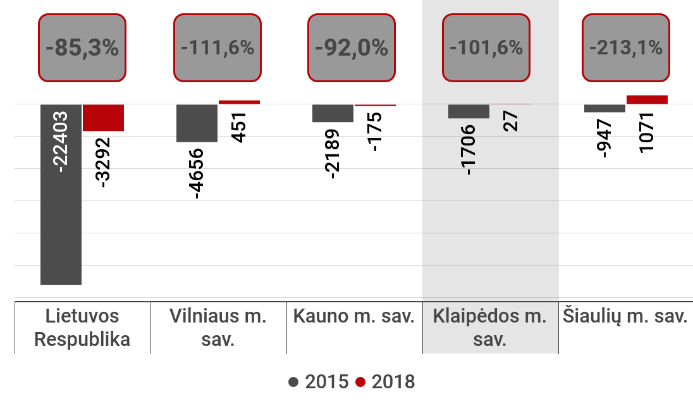 -85,3%
-111,6%
-92,0%
-101,6%
-213,1%
-22403
-3292
-4656
451
-2189
-175
-1706
27
-947
1071
Lietuvos
Respublika
Vilniaus m.
sav.
Kauno m. sav.
Klaipėdos m.
sav.
Šiaulių m. sav.
2015 2018